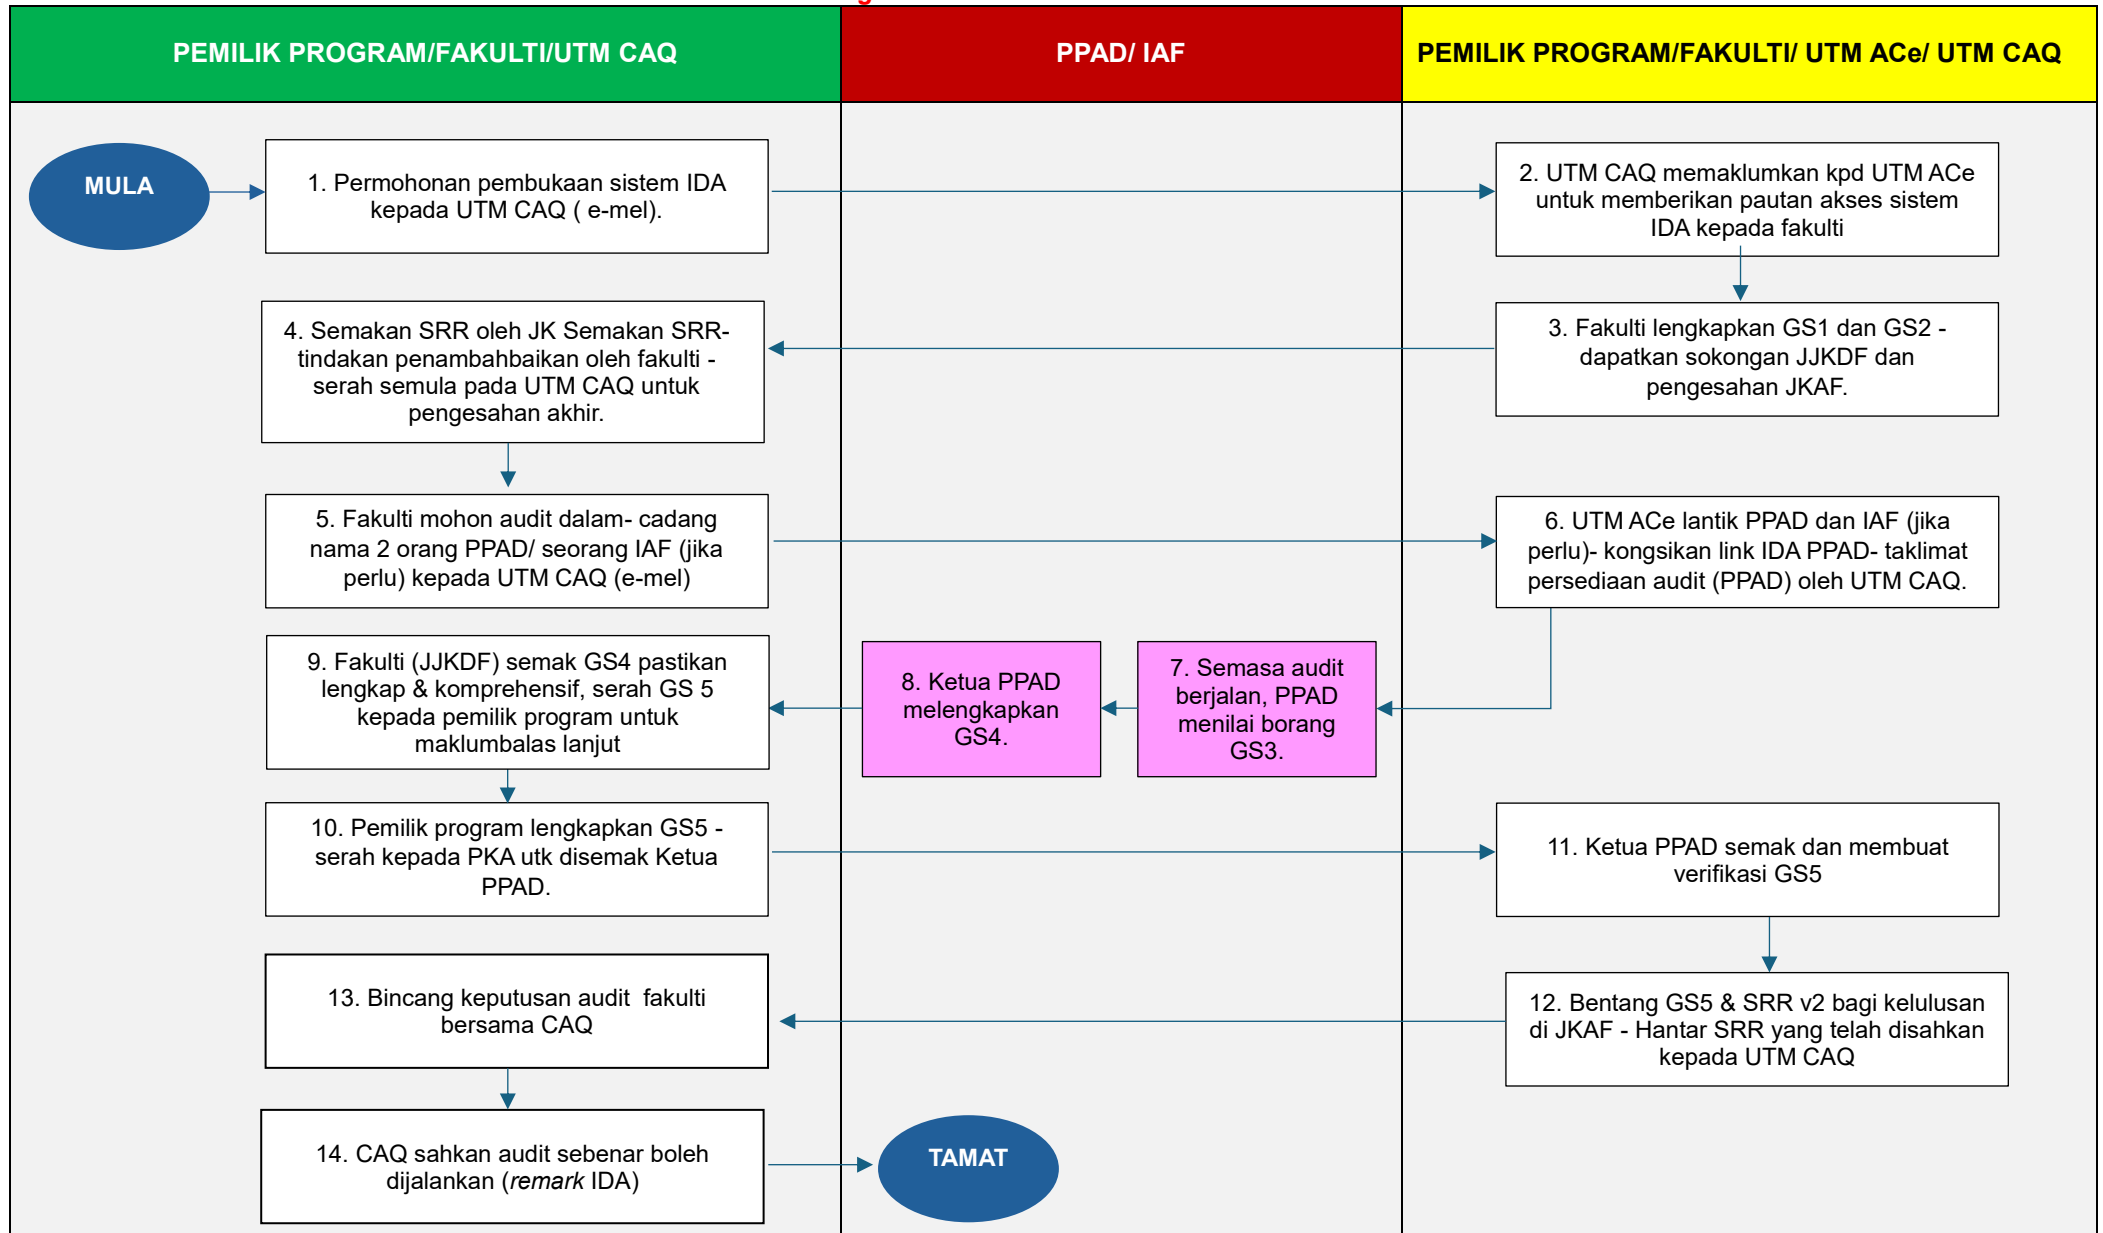 PEMILIK PROGRAM/FAKULTI/UTM CAQ
PPAD/ IAF
PEMILIK PROGRAM/FAKULTI/ UTM ACe/ UTM CAQ
MULA
1. Permohonan pembukaan sistem IDA
kepada UTM CAQ ( e-mel).
2. UTM CAQ memaklumkan kpd UTM ACe
untuk memberikan pautan akses sistem
IDA kepada fakulti
3. Fakulti lengkapkan GS1 dan GS2 -
dapatkan sokongan JJKDF dan
pengesahan JKAF.
4. Semakan SRR oleh JK Semakan SRR-
tindakan penambahbaikan oleh fakulti -
serah semula pada UTM CAQ untuk
pengesahan akhir.
5. Fakulti mohon audit dalam- cadang
nama 2 orang PPAD/ seorang IAF (jika
perlu) kepada UTM CAQ (e-mel)
6. UTM ACe lantik PPAD dan IAF (jika
perlu)- kongsikan link IDA PPAD- taklimat
persediaan audit (PPAD) oleh UTM CAQ.
7. Semasa audit
berjalan, PPAD
menilai borang
GS3.
8. Ketua PPAD
melengkapkan
GS4.
9. Fakulti (JJKDF) semak GS4 pastikan
lengkap & komprehensif, serah GS 5
kepada pemilik program untuk
maklumbalas lanjut
10. Pemilik program lengkapkan GS5 -
serah kepada PKA utk disemak Ketua
PPAD.
11. Ketua PPAD semak dan membuat
verifikasi GS5
12. Bentang GS5 & SRR v2 bagi kelulusan
di JKAF - Hantar SRR yang telah disahkan
kepada UTM CAQ
13. Bincang keputusan audit  fakulti
bersama CAQ
14. CAQ sahkan audit sebenar boleh
dijalankan (remark IDA)
TAMAT